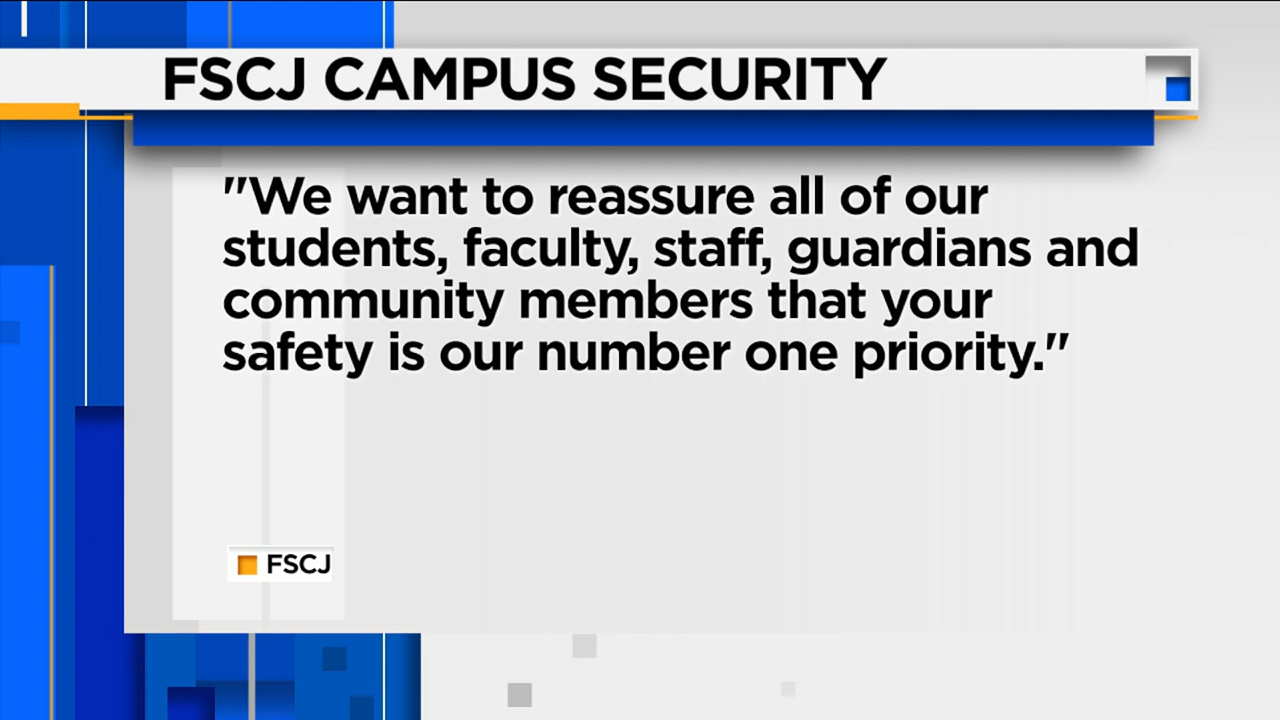 FSCJ CAMPUS SECURITY
"We want to reassure all of our
students, faculty, staff, guardians and
community members that your
safety is our number one priority."
FSCJ